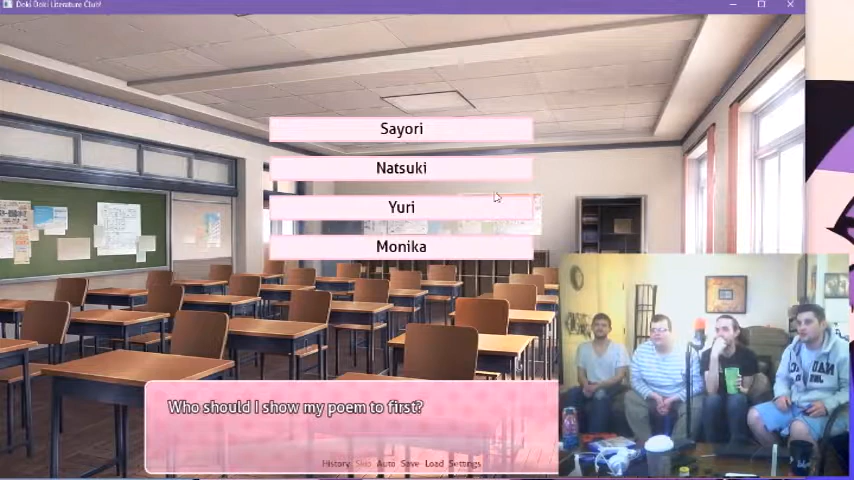 Doki Doki Literature Club!
Sayori
Natsuki
Yuri
Monika
Who should I show my poem to first?
History Skip Auto Save Load Settings